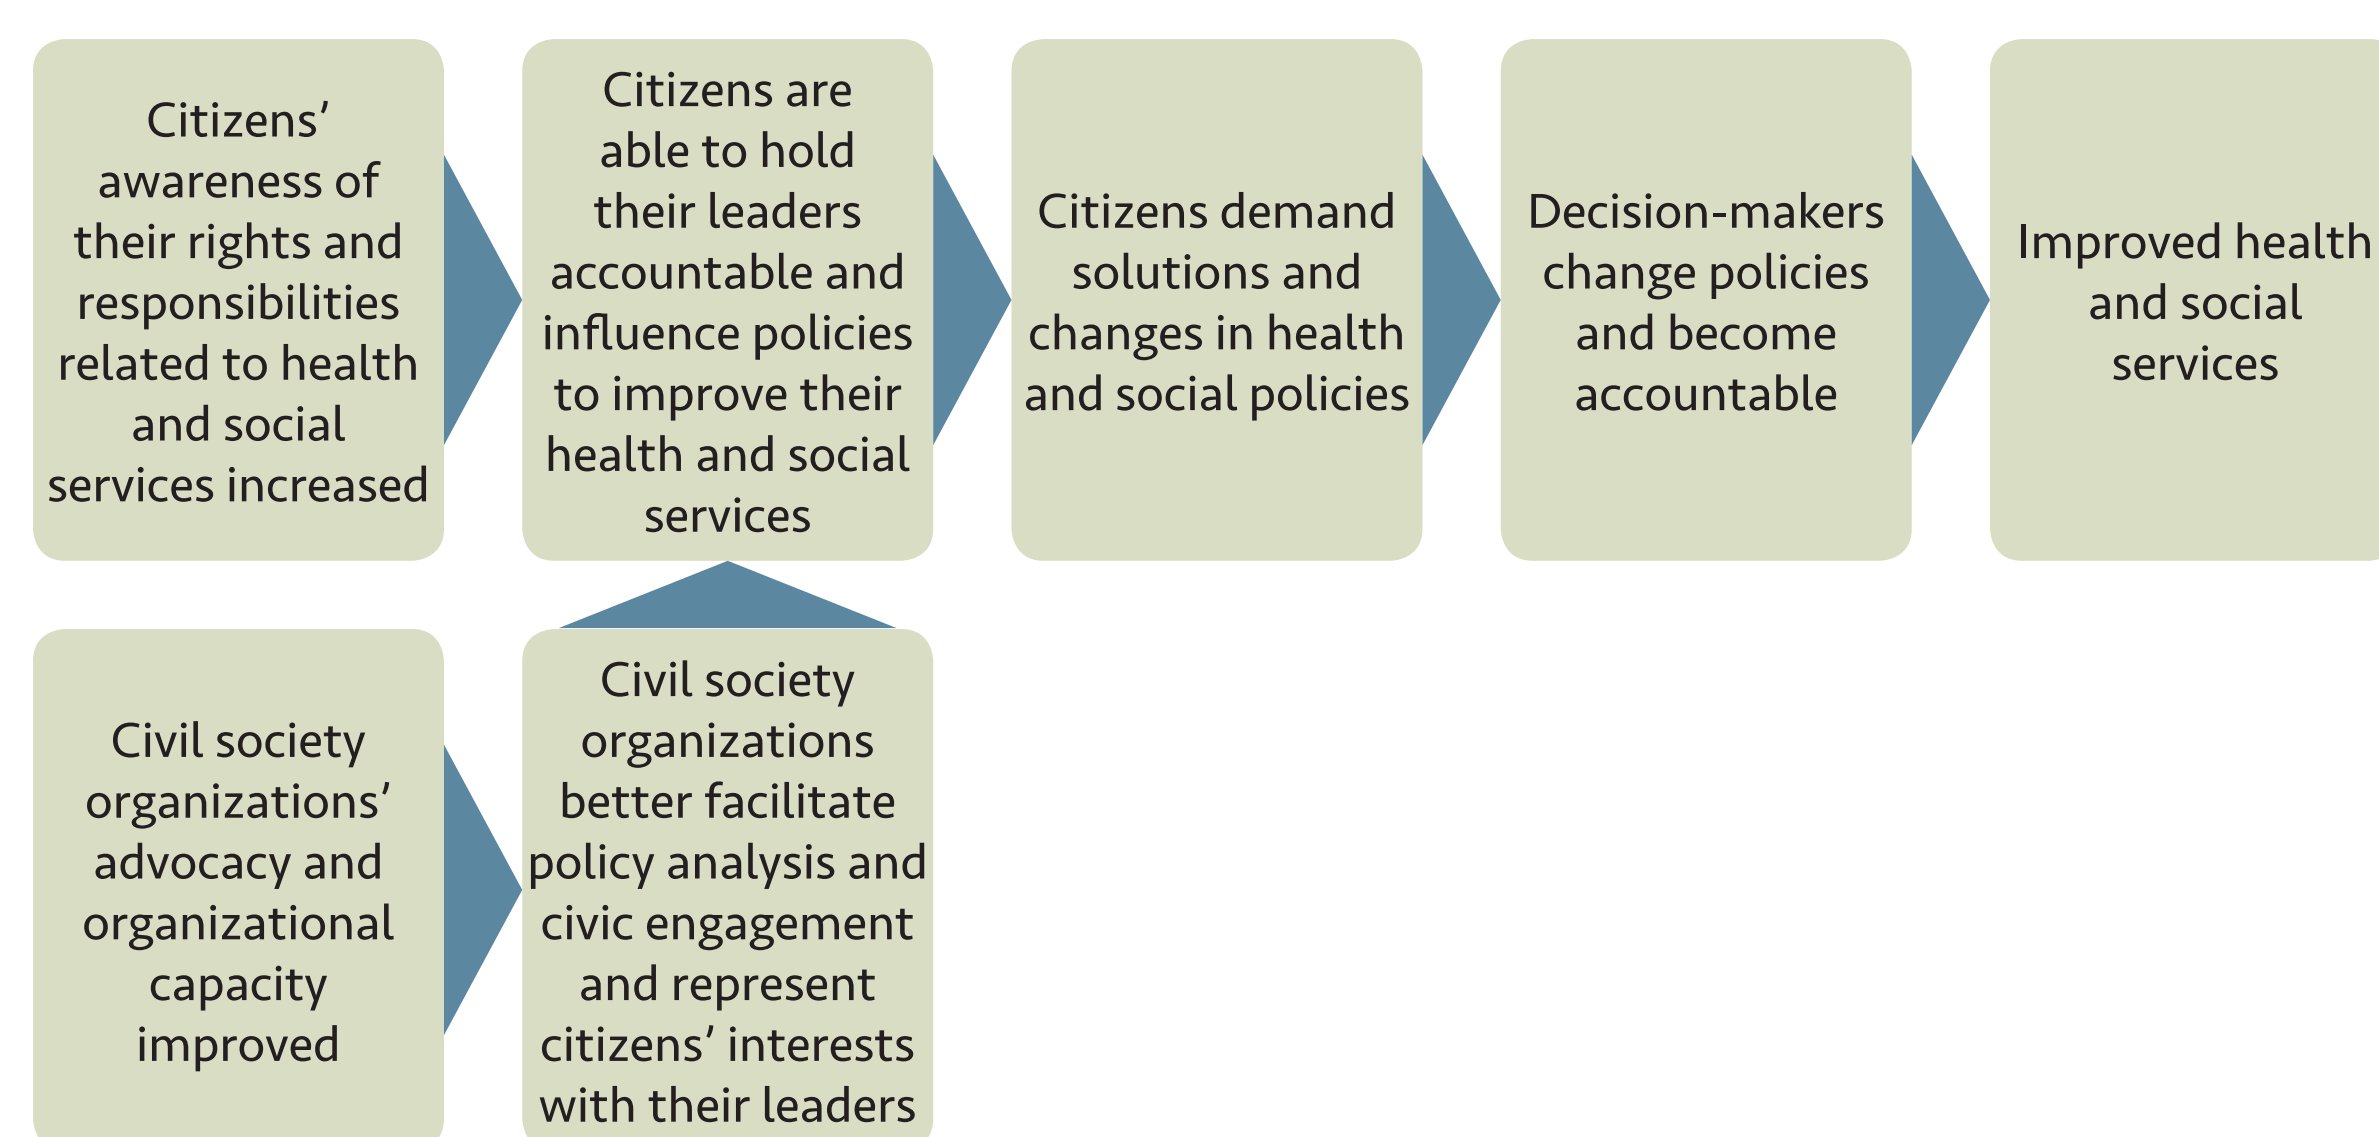 Citizens’
awareness of
their rights and
responsibilities
related to health
and social
services increased
Citizens are
able to hold
their leaders
accountable and
influence policies
to improve their
health and social
services
Citizens demand
solutions and
changes in health
and social policies
Decision-makers
change policies
and become
accountable
Improved health
and social
services
Civil society
organizations’
advocacy and
organizational
capacity
improved
Civil society
organizations
better facilitate
policy analysis and
civic engagement
and represent
citizens’ interests
with their leaders